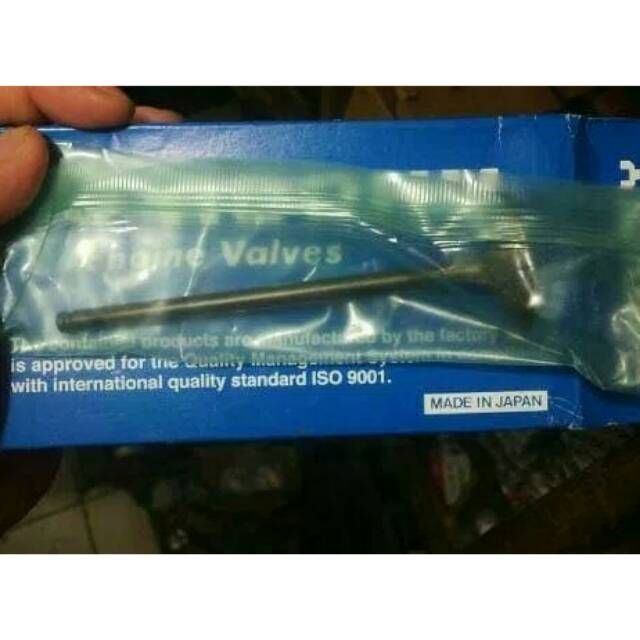 Engine Valves
The contained products are manufactured by the factory
is approved for the Quality Management System
with international quality standard ISO 9001.
MADE IN JAPAN